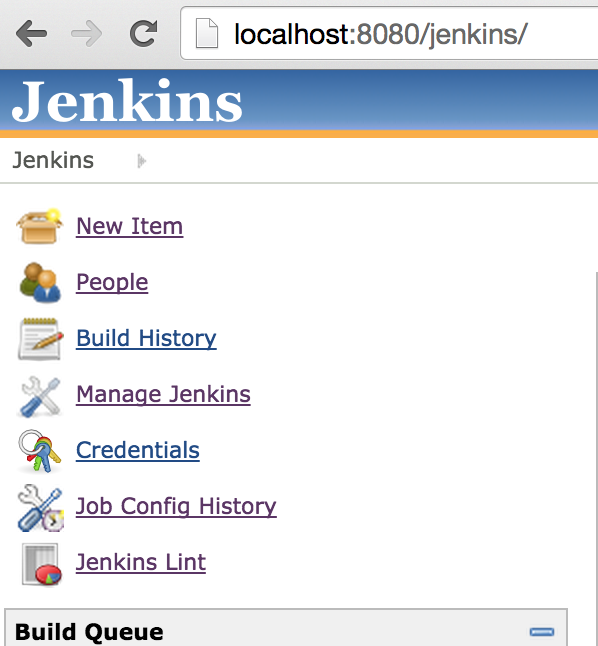 localhost:8080/jenkins/
Jenkins
Jenkins
New Item
People
Build History
Manage Jenkins
Credentials
Job Config History
Jenkins Lint
Build Queue